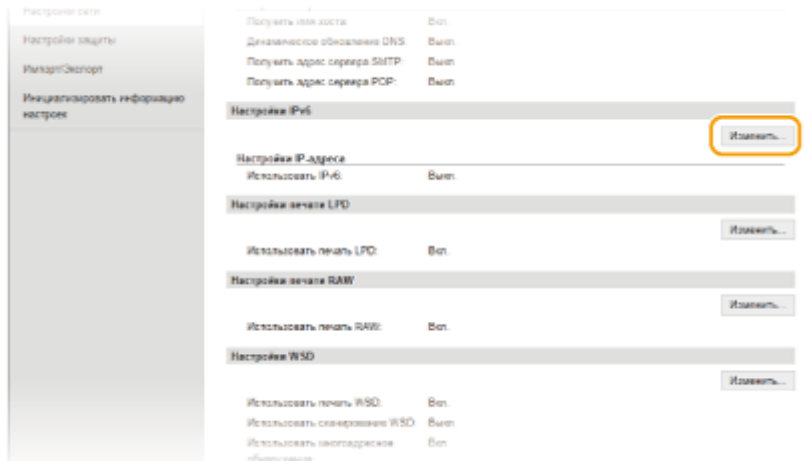 Настройки сети
Настройки защиты
Импорт/Экспорт
Инициализировать информацию
настроек
Получить имя хоста: Вкл.
Динамическое обновление DNS: Выкл.
Получить адрес сервера SMTP: Выкл.
Получить адрес сервера POP: Выкл.
Настройки IPv6
Изменить...
Настройки IP-адреса
Использовать IPv6: Выкл.
Настройки печати LPD
Изменить...
Использовать печать LPD: Вкл.
Настройки печати RAW
Изменить...
Использовать печать RAW: Вкл.
Настройки WSD
Изменить...
Использовать печать WSD: Вкл.
Использовать сканирование WSD: Выкл.
Использовать многоадресное Вкл.